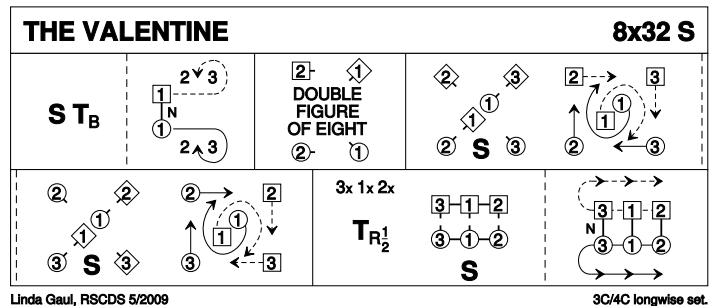 THE VALENTINE 8x32 S
S T_B
1 N 1 2 3 2 3
2 1
DOUBLE
FIGURE
OF EIGHT
2 1
2 3
1
1
2 S 3
2 3
1 1
2 3
2 2
1
1
3 S 3
2 2
1 1
3 3
3x 1x 2x
T_R½
3 1 2
3 1 2
S
3 1 2
N
3 1 2
Linda Gaul, RSCDS 5/2009 3C/4C longwise set.